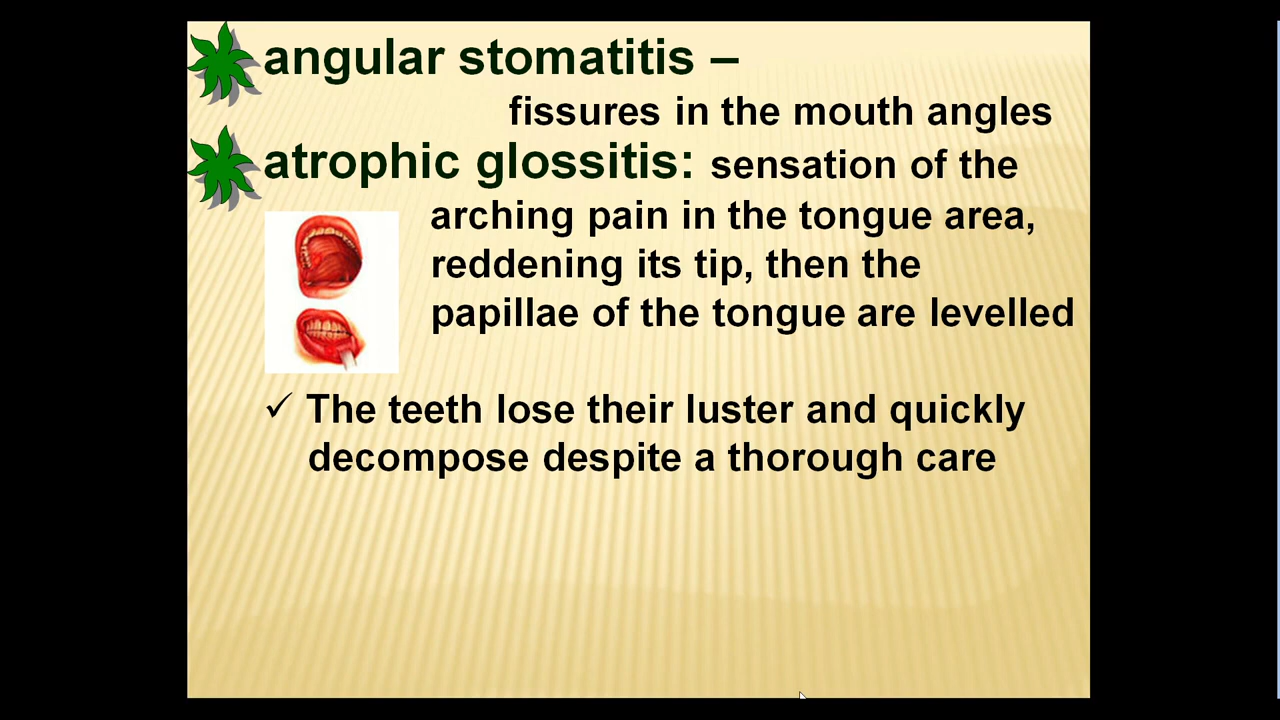 angular stomatitis –
fissures in the mouth angles
atrophic glossitis: sensation of the
arching pain in the tongue area,
reddening its tip, then the
papillae of the tongue are levelled
✓ The teeth lose their luster and quickly
decompose despite a thorough care